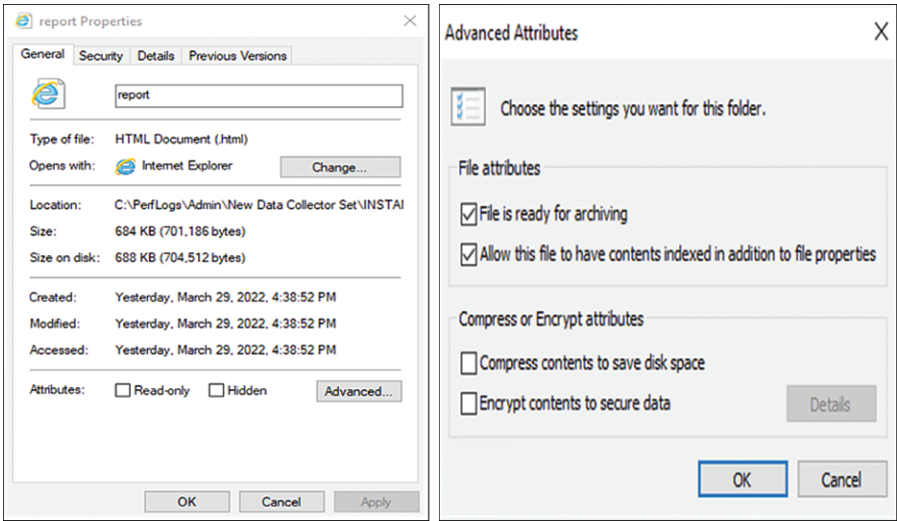 report Properties
General Security Details Previous Versions
report
Type of file: HTML Document (.html)
Opens with: Internet Explorer Change...
Location: C:\PerfLogs\Admin\New Data Collector Set\INSTAI
Size: 684 KB (701,186 bytes)
Size on disk: 688 KB (704,512 bytes)
Created: Yesterday, March 29, 2022, 4:38:52 PM
Modified: Yesterday, March 29, 2022, 4:38:52 PM
Accessed: Yesterday, March 29, 2022, 4:38:52 PM
Attributes: Read-only Hidden Advanced...
OK Cancel Apply
Advanced Attributes X
Choose the settings you want for this folder.
File attributes
File is ready for archiving
Allow this file to have contents indexed in addition to file properties
Compress or Encrypt attributes
Compress contents to save disk space
Encrypt contents to secure data Details
OK Cancel